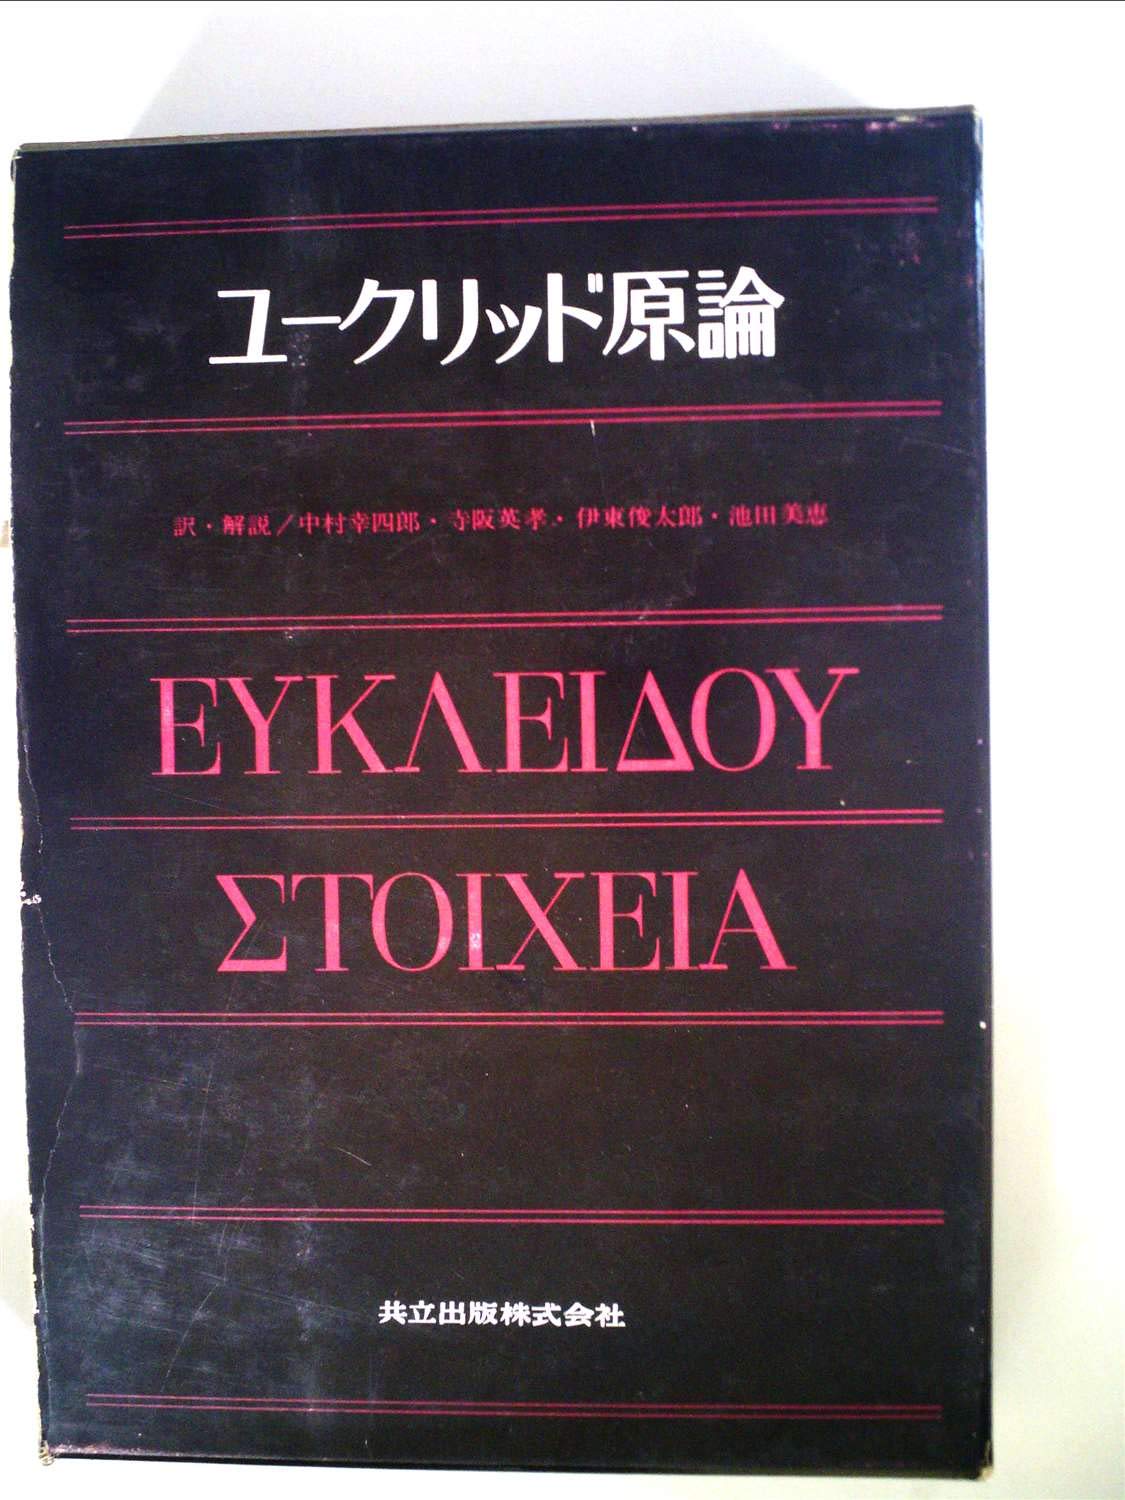 ユークリッド原論
訳・解説/中村幸四郎・寺阪英孝・伊東俊太郎・池田美恵
ΕΥΚΛΕΙΔΟΥ
ΣΤΟΙΧΕΙΑ
共立出版株式会社